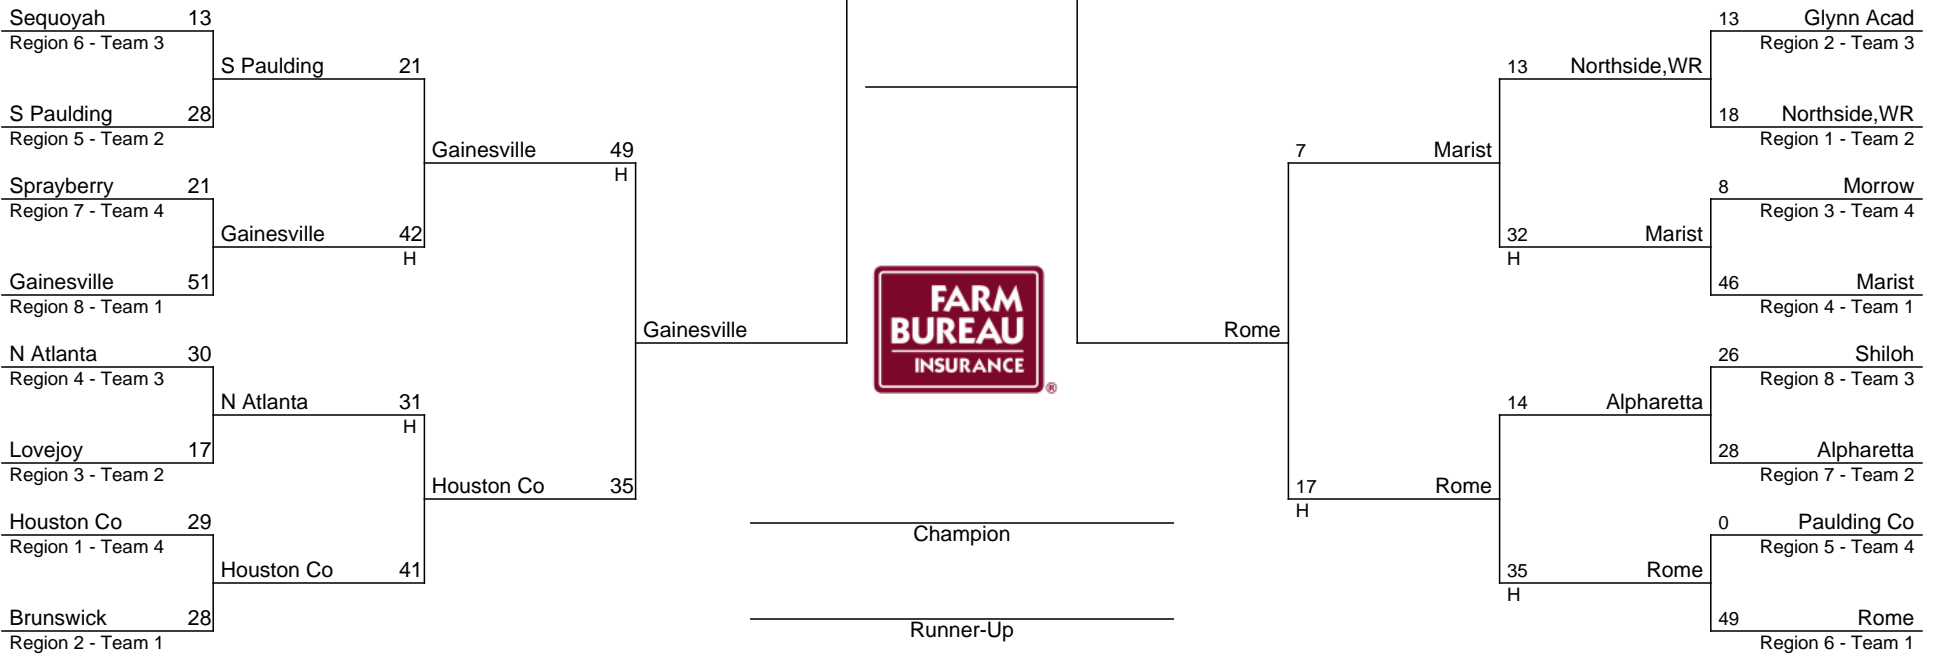 Sequoyah 13
Region 6 - Team 3
S Paulding 21
S Paulding 28
Region 5 - Team 2
Gainesville 49
H
Sprayberry 21
Region 7 - Team 4
Gainesville 42
H
Gainesville 51
Region 8 - Team 1
Gainesville
N Atlanta 30
Region 4 - Team 3
N Atlanta 31
H
Lovejoy 17
Region 3 - Team 2
Houston Co 35
Houston Co 29
Region 1 - Team 4
Houston Co 41
Brunswick 28
Region 2 - Team 1
FARM
BUREAU
INSURANCE
®
Champion
Runner-Up
13 Glynn Acad
Region 2 - Team 3
13 Northside,WR
18 Northside,WR
Region 1 - Team 2
7 Marist
8 Morrow
Region 3 - Team 4
32 Marist
H
46 Marist
Region 4 - Team 1
Rome
26 Shiloh
Region 8 - Team 3
14 Alpharetta
28 Alpharetta
Region 7 - Team 2
17 Rome
H
0 Paulding Co
Region 5 - Team 4
35 Rome
H
49 Rome
Region 6 - Team 1